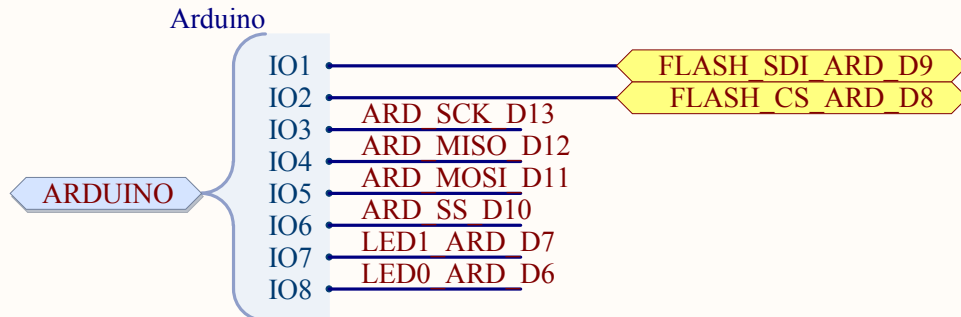 Arduino
IO1 FLASH_SDI_ARD_D9
IO2 FLASH_CS_ARD_D8
IO3 ARD_SCK_D13
IO4 ARD_MISO_D12
ARDUINO IO5 ARD_MOSI_D11
IO6 ARD_SS_D10
IO7 LED1_ARD_D7
IO8 LED0_ARD_D6